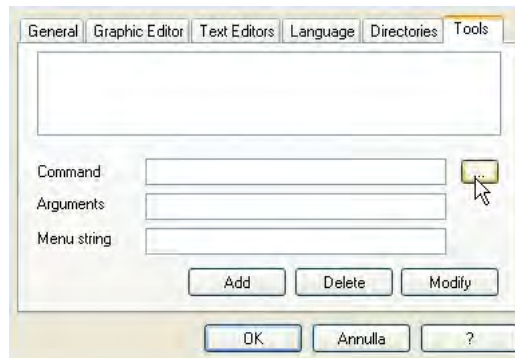 General Graphic Editor Text Editors Language Directories Tools
Command ...
Arguments
Menu string
Add Delete Modify
OK Annulla ?